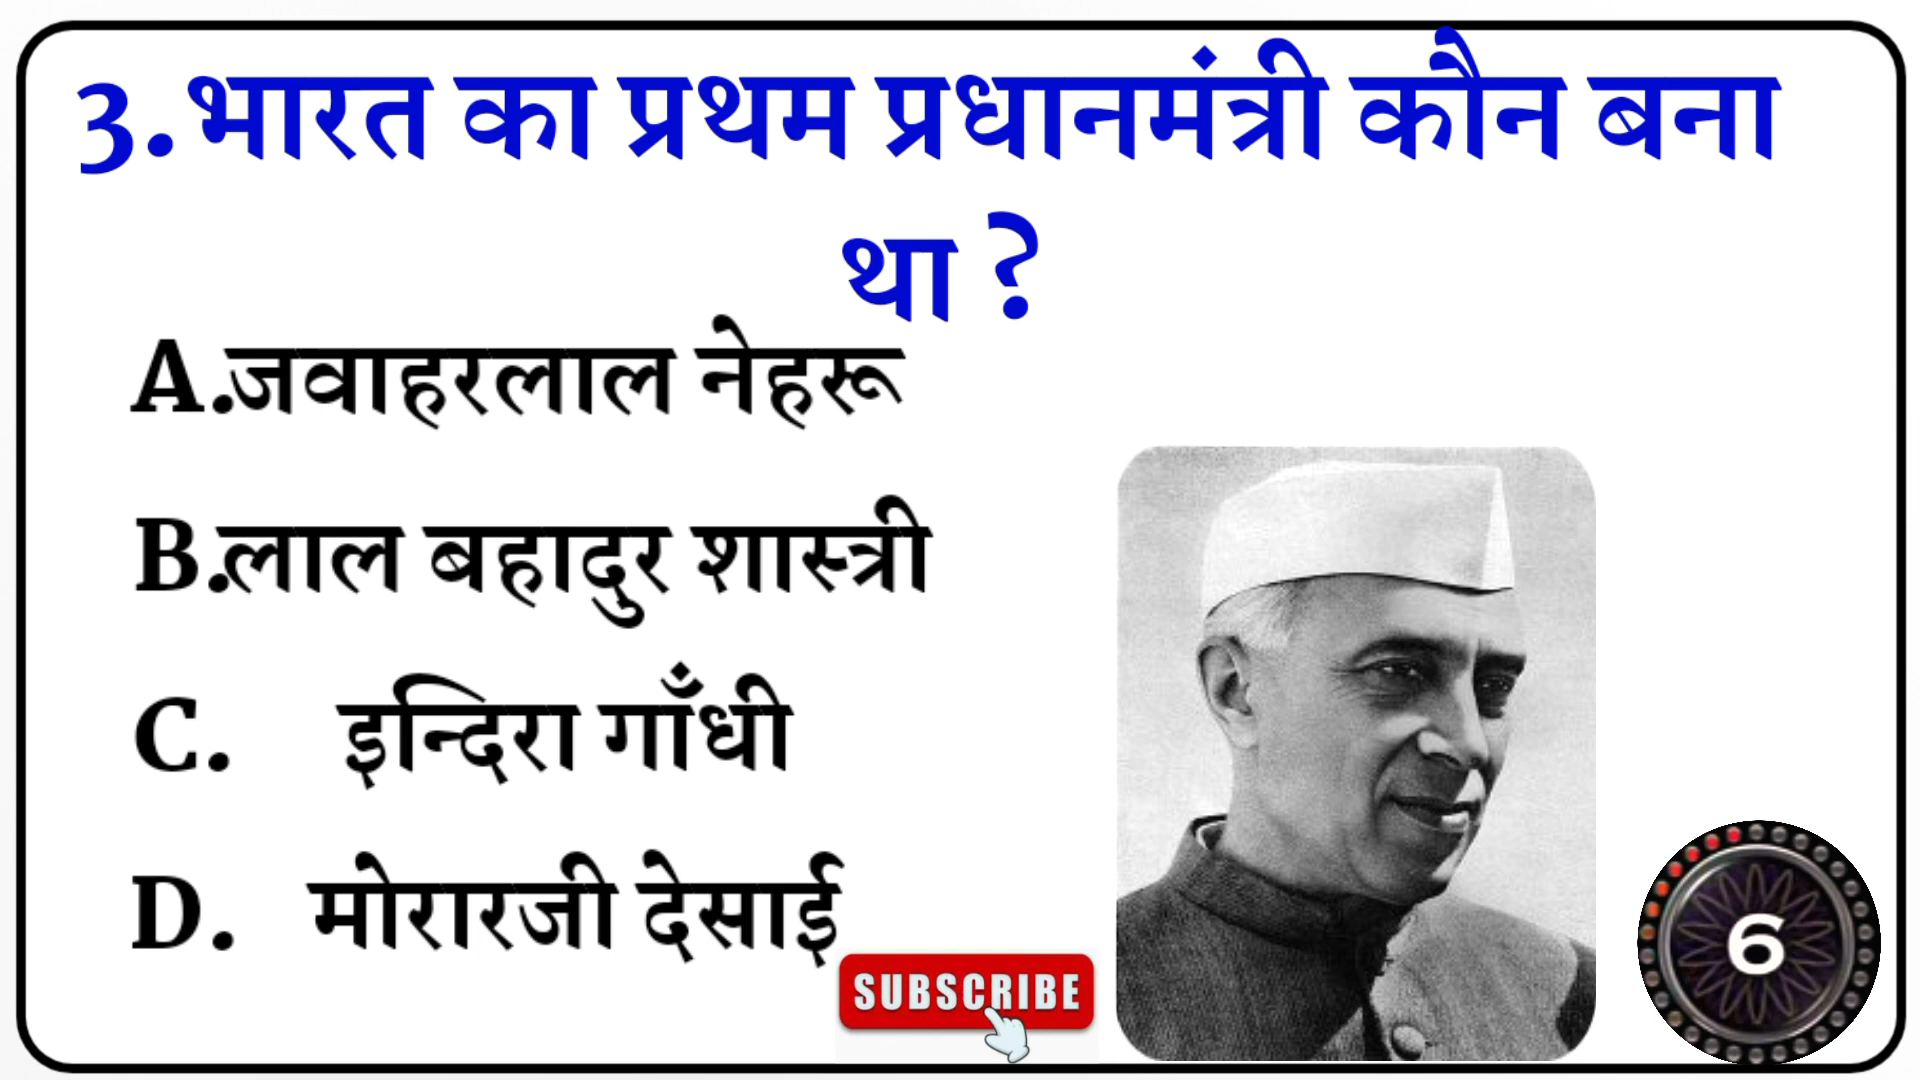 3.भारत का प्रथम प्रधानमंत्री कौन बना
था ?
A.जवाहरलाल नेहरू
B.लाल बहादुर शास्त्री
C. इन्दिरा गाँधी
D. मोरारजी देसाई
SUBSCRIBE
6